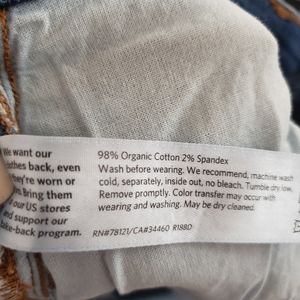 We want our
clothes back, even
they're worn or
Bring them
our US stores
and support our
take-back program.
98% Organic Cotton 2% Spandex
Wash before wearing. We recommend, machine wash
cold, separately, inside out, no bleach. Tumble dry low.
Remove promptly. Color transfer may occur with
wearing and washing. May be dry cleaned.
RN#78121/CA#34460 R188D